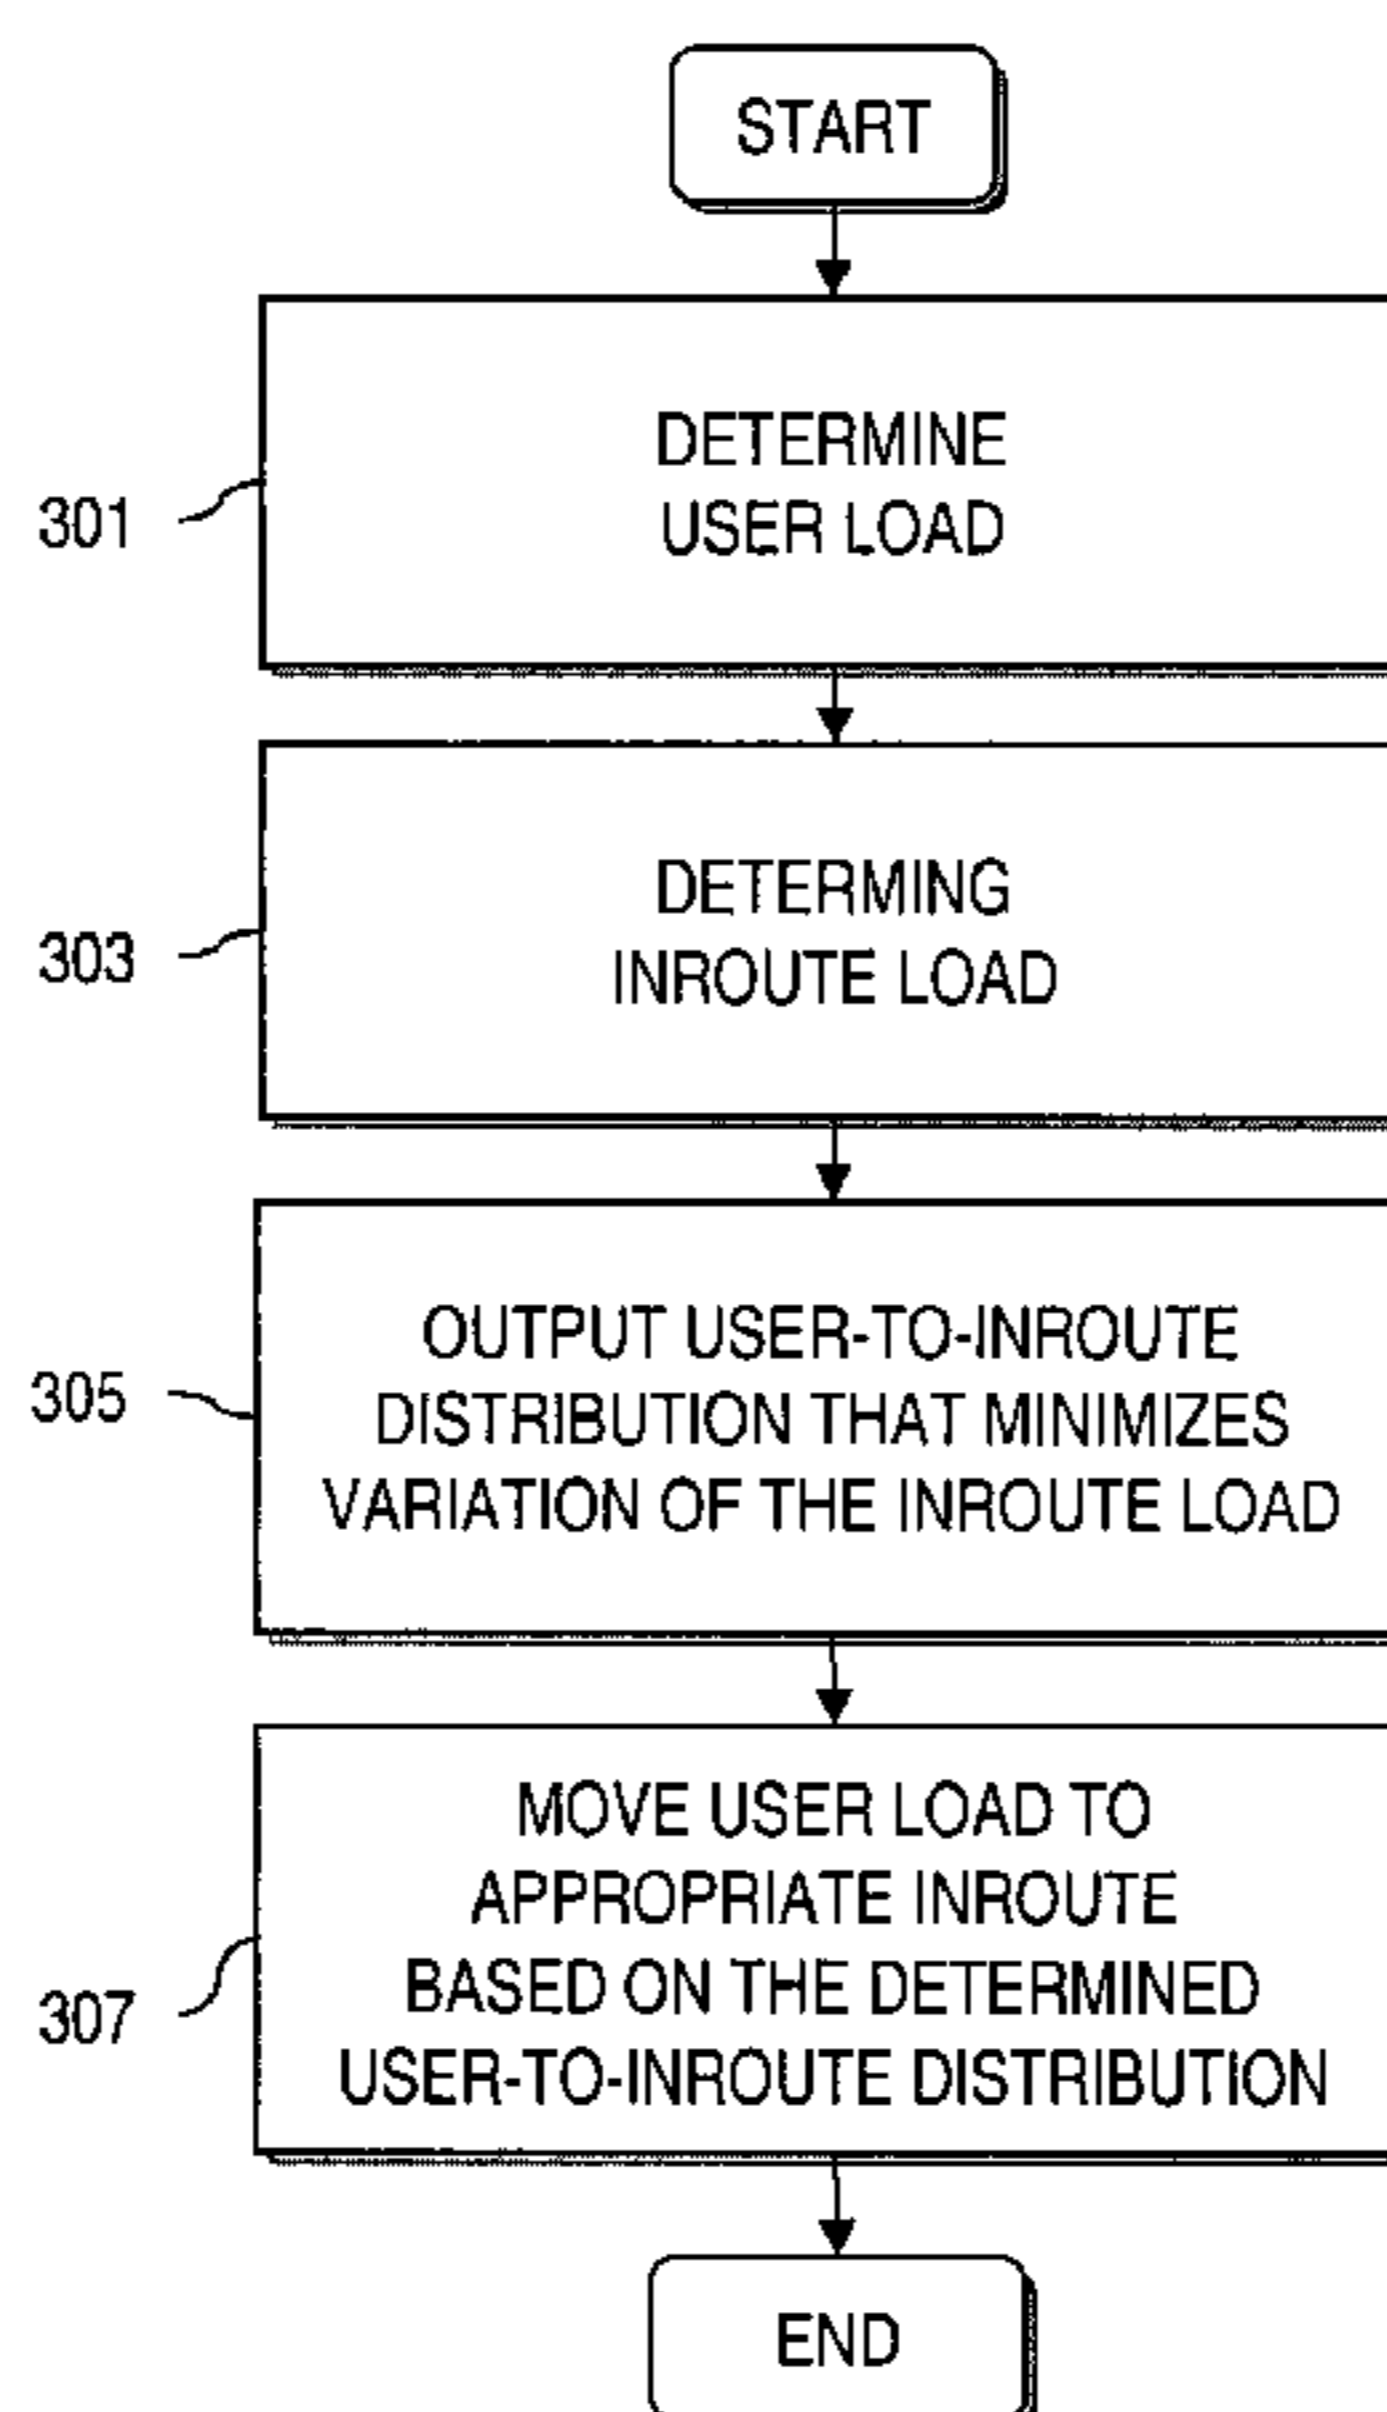 START
DETERMINE
USER LOAD
301
DETERMING
INROUTE LOAD
303
OUTPUT USER-TO-INROUTE
DISTRIBUTION THAT MINIMIZES
VARIATION OF THE INROUTE LOAD
305
MOVE USER LOAD TO
APPROPRIATE INROUTE
BASED ON THE DETERMINED
USER-TO-INROUTE DISTRIBUTION
307
END